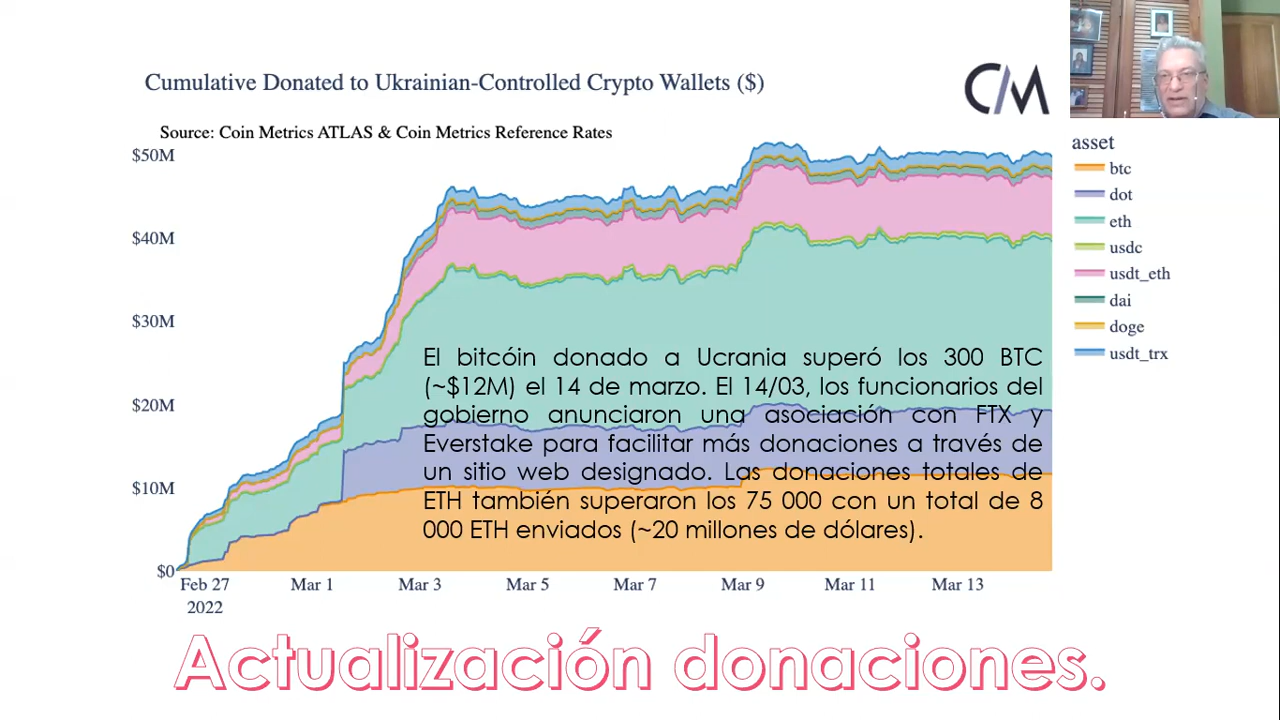 Cumulative Donated to Ukrainian-Controlled Crypto Wallets ($)
CM
Source: Coin Metrics ATLAS & Coin Metrics Reference Rates
asset
btc
dot
eth
usdc
usdt_eth
dai
doge
usdt_trx
$50M
$40M
$30M
$20M
$10M
$0
El bitcóin donado a Ucrania superó los 300 BTC
(~$12M) el 14 de marzo. El 14/03, los funcionarios del
gobierno anunciaron una asociación con FTX y
Everstake para facilitar más donaciones a través de
un sitio web designado. Las donaciones totales de
ETH también superaron los 75 000 con un total de 8
000 ETH enviados (~20 millones de dólares).
Feb 27 Mar 1 Mar 3 Mar 5 Mar 7 Mar 9 Mar 11 Mar 13
2022
Actualización donaciones.